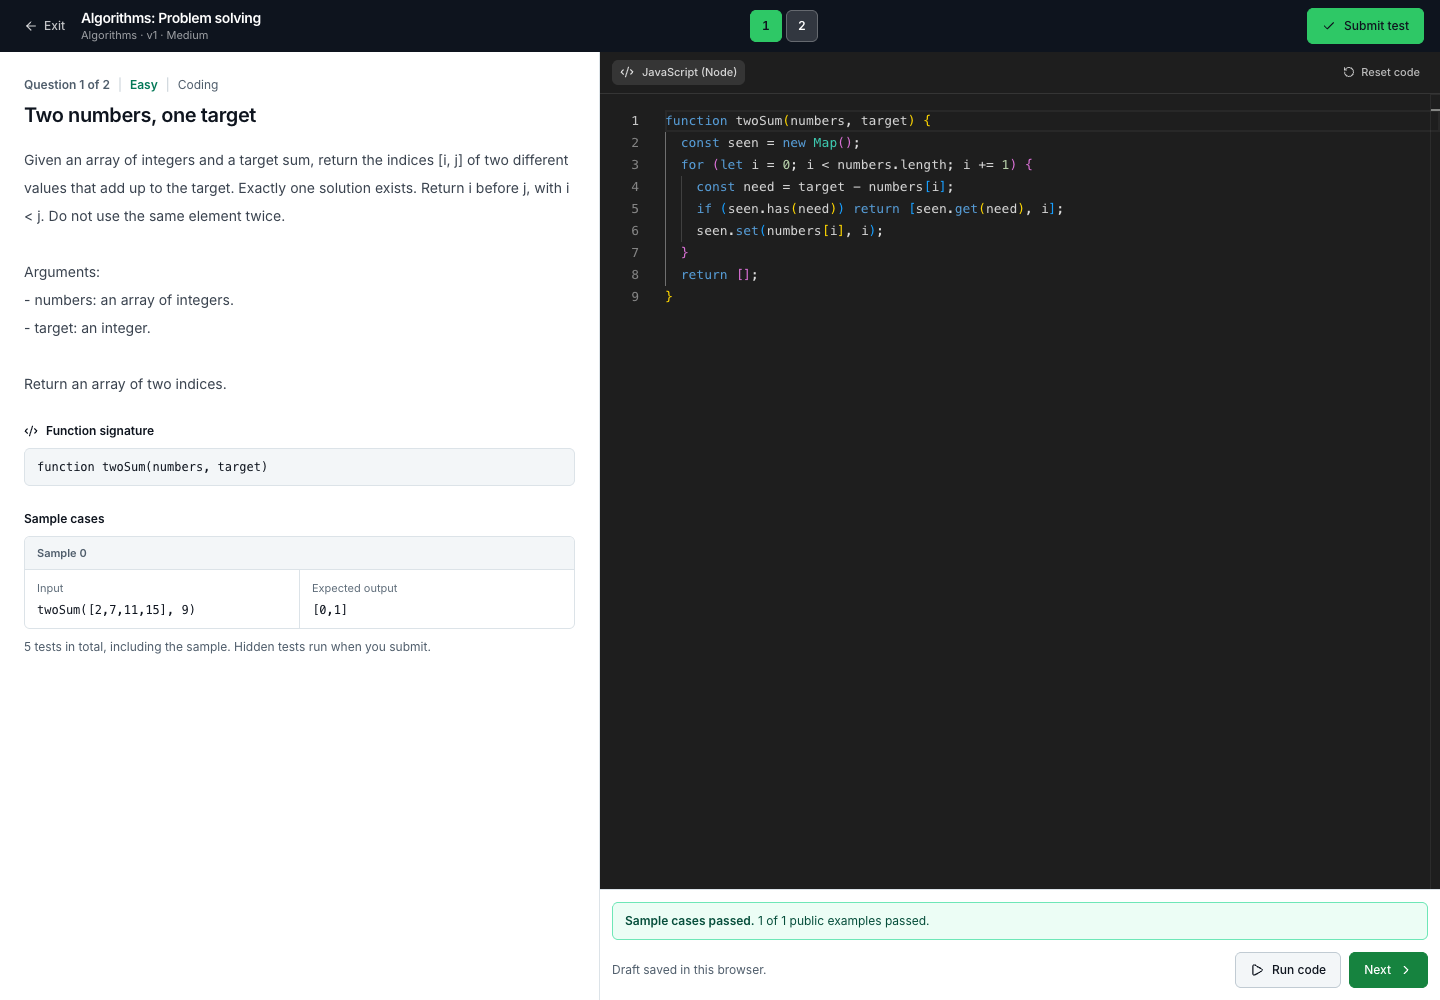 Exit
Algorithms: Problem solving
Algorithms · v1 · Medium
1
2
Submit test
Question 1 of 2
Easy
Coding
Two numbers, one target
Given an array of integers and a target sum, return the indices [i, j] of two different
values that add up to the target. Exactly one solution exists. Return i before j, with i
< j. Do not use the same element twice.
Arguments:
- numbers: an array of integers.
- target: an integer.
Return an array of two indices.
</> Function signature
function twoSum(numbers, target)
Sample cases
Sample 0
Input
twoSum([2,7,11,15], 9)
Expected output
[0,1]
5 tests in total, including the sample. Hidden tests run when you submit.
</> JavaScript (Node)
Reset code
1 function twoSum(numbers, target) {
2   const seen = new Map();
3   for (let i = 0; i < numbers.length; i += 1) {
4     const need = target - numbers[i];
5     if (seen.has(need)) return [seen.get(need), i];
6     seen.set(numbers[i], i);
7   }
8   return [];
9 }
Sample cases passed. 1 of 1 public examples passed.
Draft saved in this browser.
Run code
Next